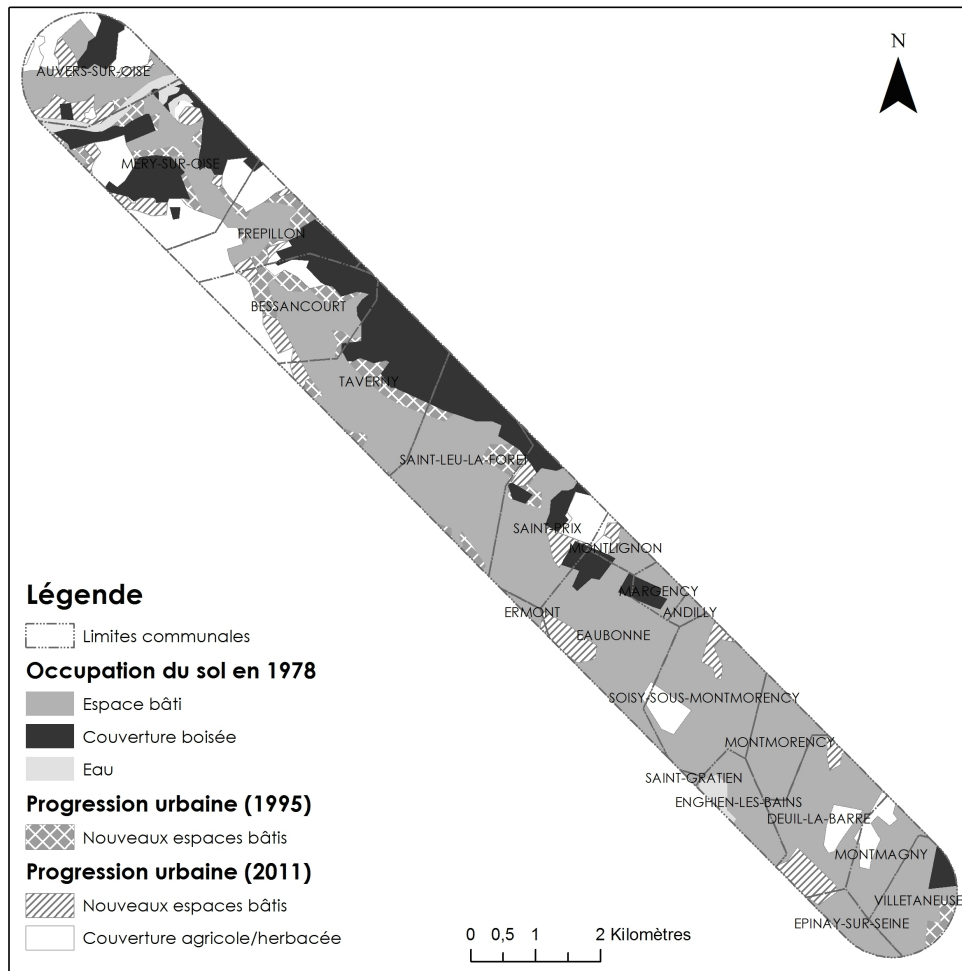 N
AUVERS-SUR-OISE
MERY-SUR-OISE
FREPILLON
BESSANCOURT
TAVERNY
SAINT-LEU-LA-FORET
SAINT-PRIX
MONTLIGNON
MARGENCY
ERMONT
ANDILLY
EAUBONNE
SOISY-SOUS-MONTMORENCY
MONTMORENCY
SAINT-GRATIEN
ENGHIEN-LES-BAINS
DEUIL-LA-BARRE
MONTMAGNY
VILLETANEUSE
EPINAY-SUR-SEINE
Légende
Limites communales
Occupation du sol en 1978
Espace bâti
Couverture boisée
Eau
Progression urbaine (1995)
Nouveaux espaces bâtis
Progression urbaine (2011)
Nouveaux espaces bâtis
Couverture agricole/herbacée
0 0,5 1 2 Kilomètres